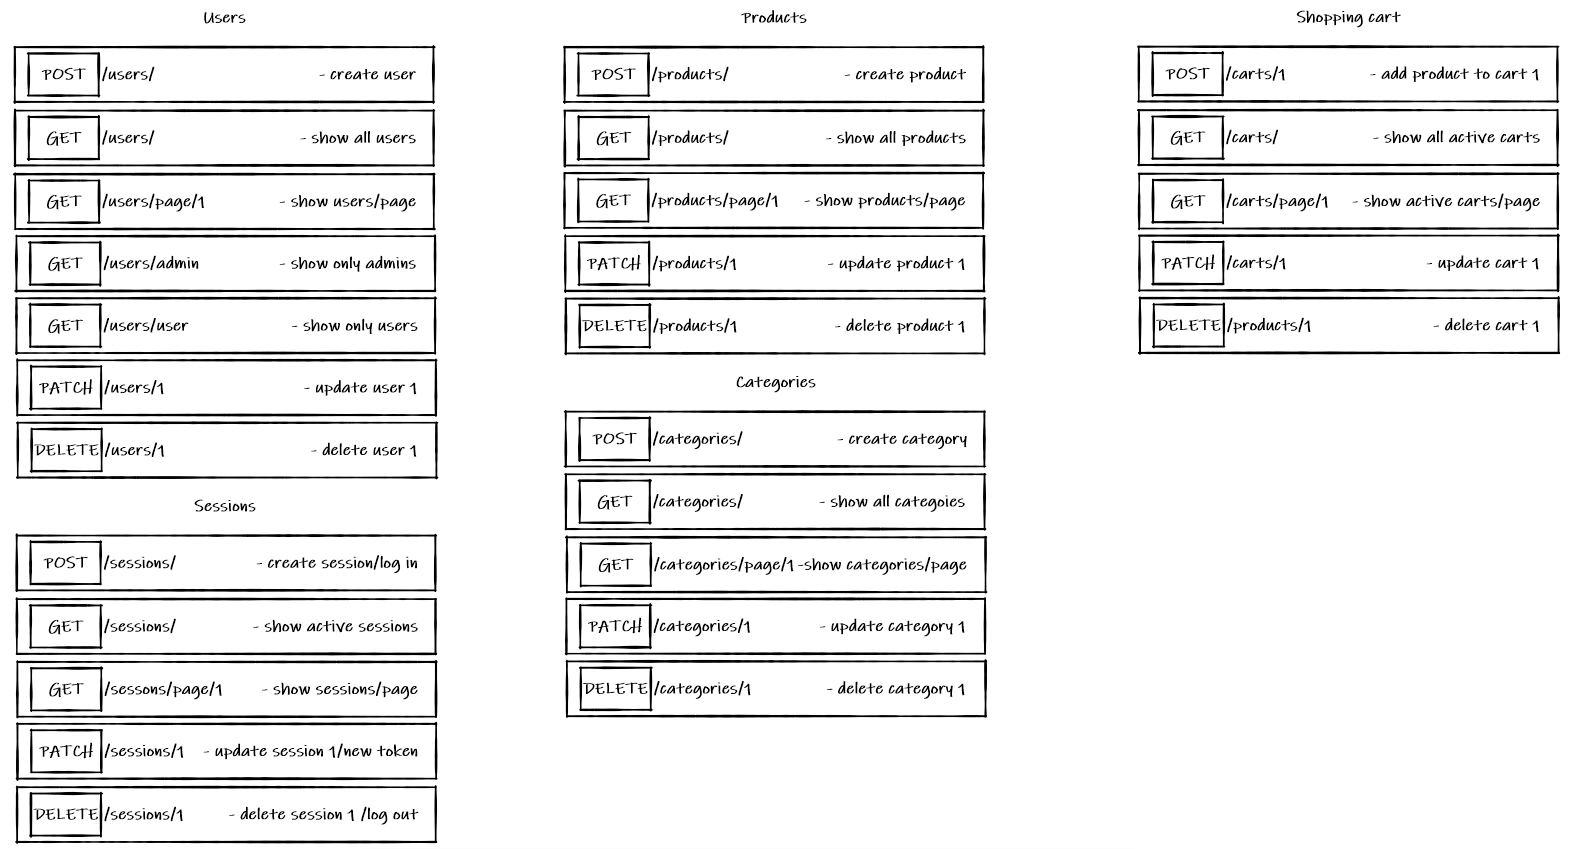 Users
POST /users/ - create user
GET /users/ - show all users
GET /users/page/1 - show users/page
GET /users/admin - show only admins
GET /users/user - show only users
PATCH /users/1 - update user 1
DELETE /users/1 - delete user 1
Sessions
POST /sessions/ - create session/log in
GET /sessions/ - show active sessions
GET /sessons/page/1 - show sessions/page
PATCH /sessions/1 - update session 1/new token
DELETE /sessions/1 - delete session 1 /log out
Products
POST /products/ - create product
GET /products/ - show all products
GET /products/page/1 - show products/page
PATCH /products/1 - update product 1
DELETE /products/1 - delete product 1
Categories
POST /categories/ - create category
GET /categories/ - show all categoies
GET /categories/page/1 -show categories/page
PATCH /categories/1 - update category 1
DELETE /categories/1 - delete category 1
Shopping cart
POST /carts/1 - add product to cart 1
GET /carts/ - show all active carts
GET /carts/page/1 - show active carts/page
PATCH /carts/1 - update cart 1
DELETE /products/1 - delete cart 1